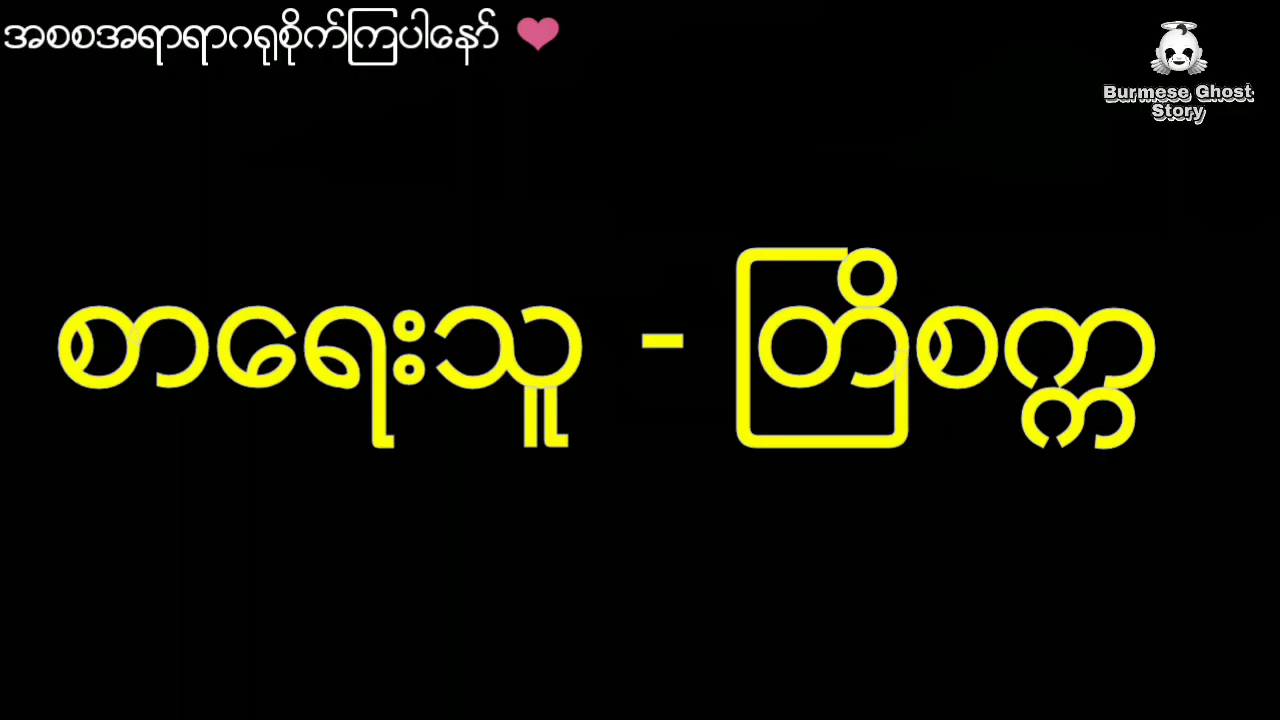 အစစအရာရာဂရုစိုက်ကြပါနော် ❤
Burmese Ghost
Story
စာရေးသူ - တြိစက္က